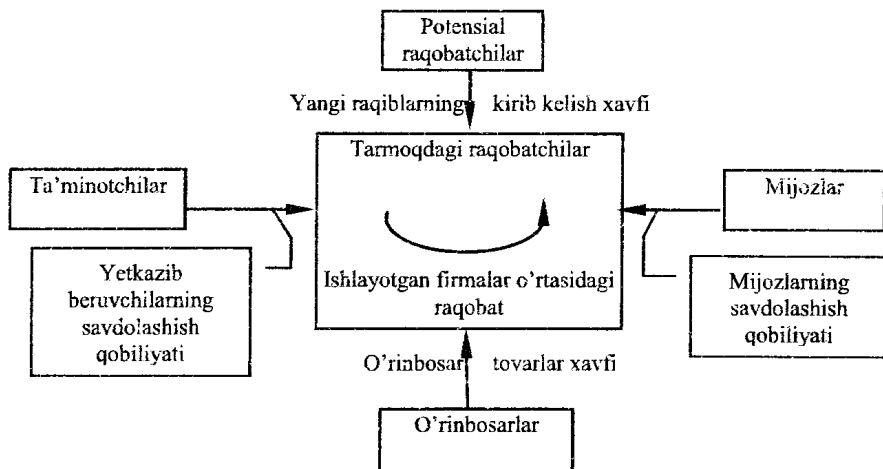 Potensial
raqobatchilar
Yangi raqiblarning kirib kelish xavfi
Tarmoqdagi raqobatchilar
Ta’minotchilar
Mijozlar
Yetkazib
beruvchilarning
savdolashish
qobiliyati
Ishlayotgan firmalar o’rtasidagi
raqobat
Mijozlarning
savdolashish
qobiliyati
O’rinbosar tovarlar xavfi
O’rinbosarlar